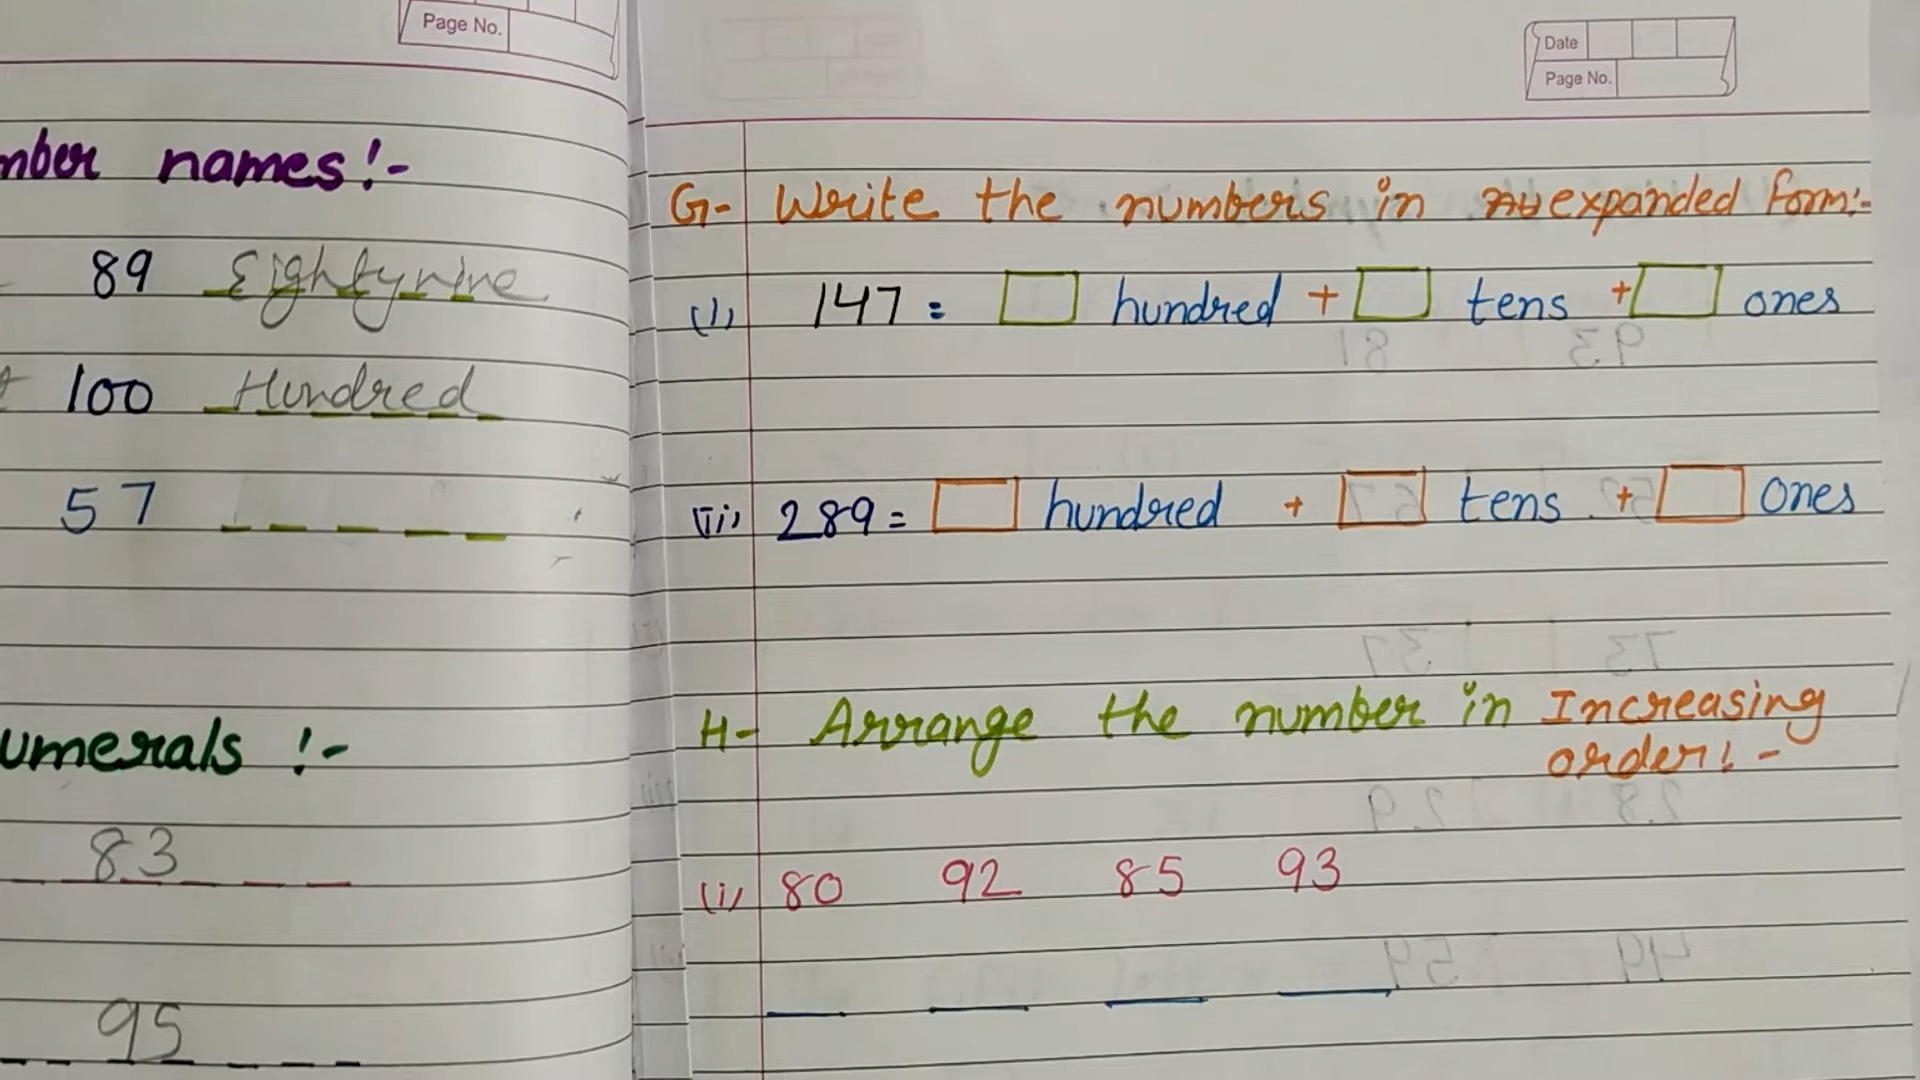 Page No.
mber names!-
89 Eightynine
100 Hundred
57
umerals !-
83
95
Date
Page No.
G- Write the numbers in expanded form:-
(i) 147 = hundred + tens + ones
(ii) 289 = hundred + tens + ones
H- Arrange the number in Increasing
order! -
(i) 80 92 85 93